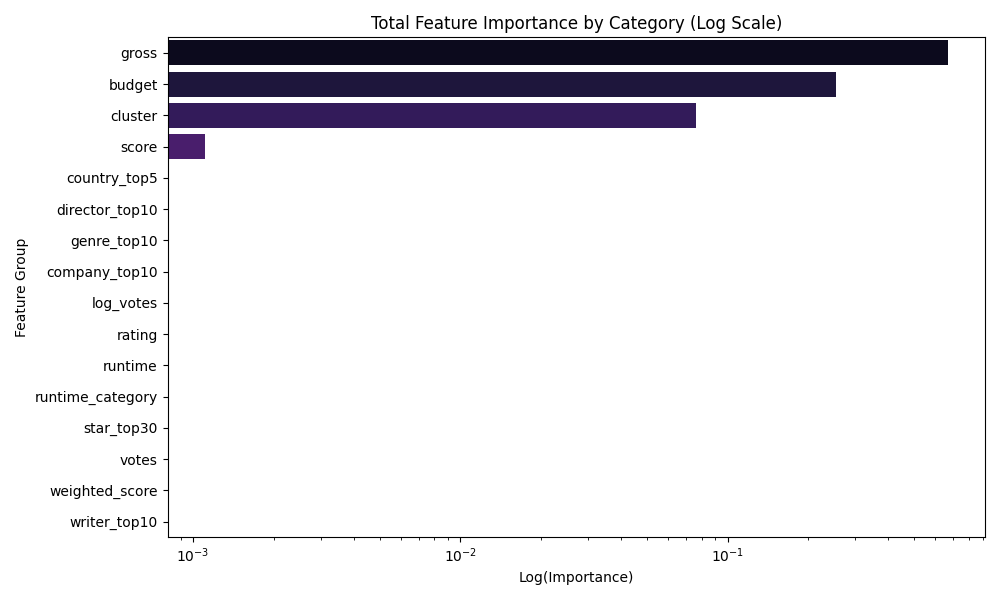 Total Feature Importance by Category (Log Scale)
gross
budget
cluster
score
country_top5
director_top10
genre_top10
company_top10
log_votes
rating
runtime
runtime_category
star_top30
votes
weighted_score
writer_top10
Feature Group
10⁻³ 10⁻² 10⁻¹
Log(Importance)